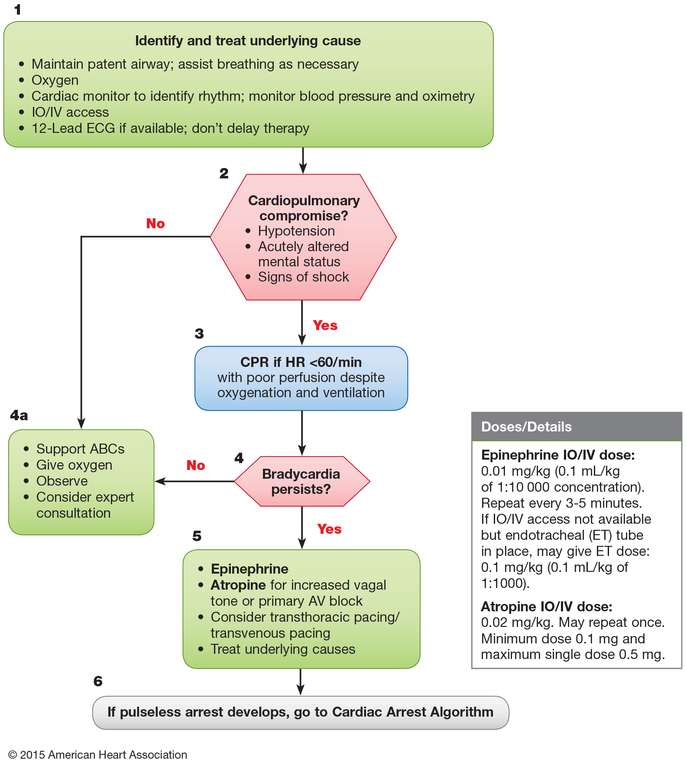 1
Identify and treat underlying cause
• Maintain patent airway; assist breathing as necessary
• Oxygen
• Cardiac monitor to identify rhythm; monitor blood pressure and oximetry
• IO/IV access
• 12-Lead ECG if available; don’t delay therapy
2
Cardiopulmonary
compromise?
• Hypotension
• Acutely altered
mental status
• Signs of shock
No
Yes
3
CPR if HR <60/min
with poor perfusion despite
oxygenation and ventilation
4a
• Support ABCs
• Give oxygen
• Observe
• Consider expert
consultation
4
Bradycardia
persists?
No
Yes
5
• Epinephrine
• Atropine for increased vagal
tone or primary AV block
• Consider transthoracic pacing/
transvenous pacing
• Treat underlying causes
6
If pulseless arrest develops, go to Cardiac Arrest Algorithm
Doses/Details
Epinephrine IO/IV dose:
0.01 mg/kg (0.1 mL/kg
of 1:10 000 concentration).
Repeat every 3-5 minutes.
If IO/IV access not available
but endotracheal (ET) tube
in place, may give ET dose:
0.1 mg/kg (0.1 mL/kg of
1:1000).
Atropine IO/IV dose:
0.02 mg/kg. May repeat once.
Minimum dose 0.1 mg and
maximum single dose 0.5 mg.
© 2015 American Heart Association